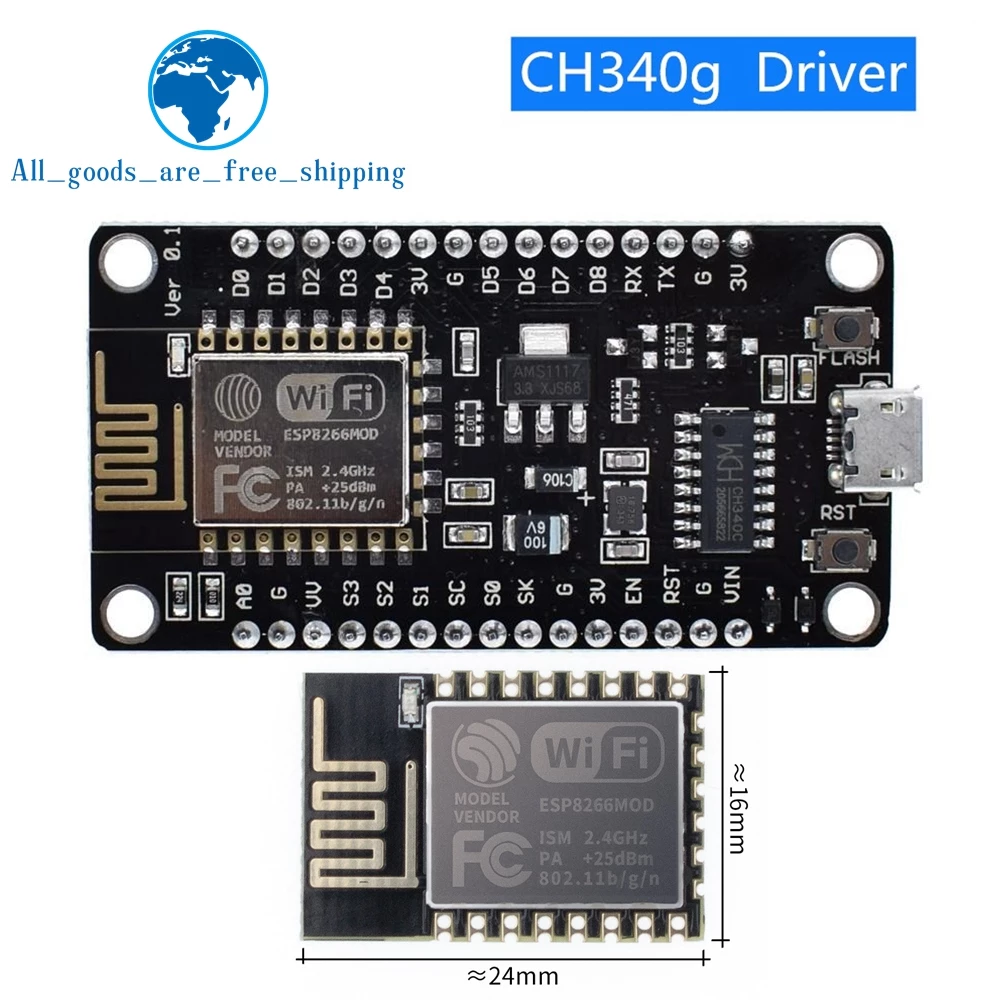 CH340g Driver
All_goods_are_free_shipping
Ver 0.1
D0 D1 D2 D3 D4 3V G D5 D6 D7 D8 RX TX G 3V
FLASH
AMS1117
3.3 XJS68
103
103
471
WiFi
MODEL ESP8266MOD
VENDOR
FC ISM 2.4GHz
PA +25dBm
802.11b/g/n
CH340C
205665822
C106
100
6V
RST
A0 G VV S3 S2 S1 SC S0 SK G 3V EN RST G VIN
WiFi
MODEL ESP8266MOD
VENDOR
FC ISM 2.4GHz
PA +25dBm
802.11b/g/n
≈16mm
≈24mm